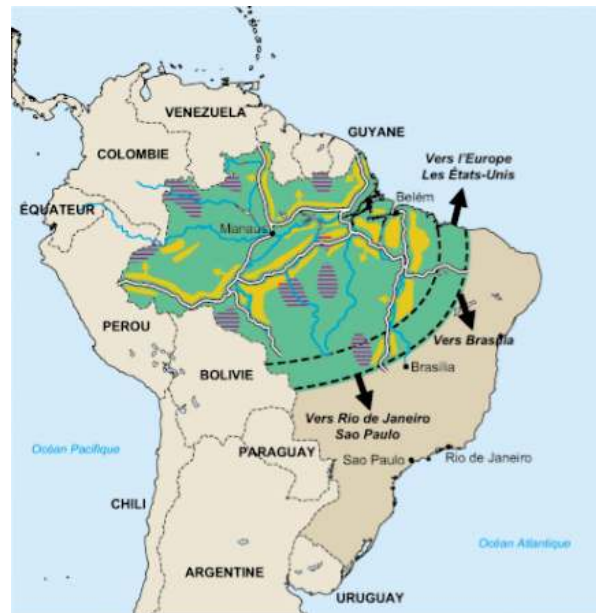 VENEZUELA
GUYANE
COLOMBIE
Vers l'Europe
Les États-Unis
ÉQUATEUR
Belém
Manaus
PEROU
Vers Brasilia
BOLIVIE
Brasilia
Vers Rio de Janeiro
Sao Paulo
Océan Pacifique
PARAGUAY
Sao Paulo
Rio de Janeiro
CHILI
Océan Atlantique
ARGENTINE
URUGUAY